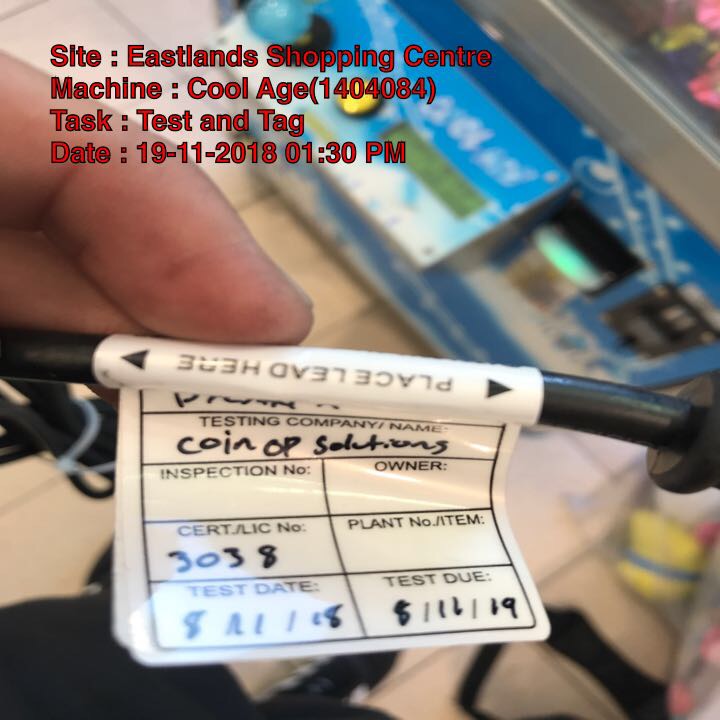 Site : Eastlands Shopping Centre
Machine : Cool Age(1404084)
Task : Test and Tag
Date : 19-11-2018 01:30 PM
PLACE LEAD HERE
TESTING COMPANY/ NAME:
Coin OP Solutions
INSPECTION No: OWNER:
CERT./LIC No: PLANT No./ITEM:
3038
TEST DATE: TEST DUE:
8/11/18 8/11/19